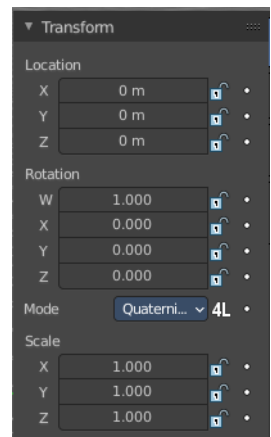 Transform
Location
X 0 m
Y 0 m
Z 0 m
Rotation
W 1.000
X 0.000
Y 0.000
Z 0.000
Mode Quaterni... 4L
Scale
X 1.000
Y 1.000
Z 1.000